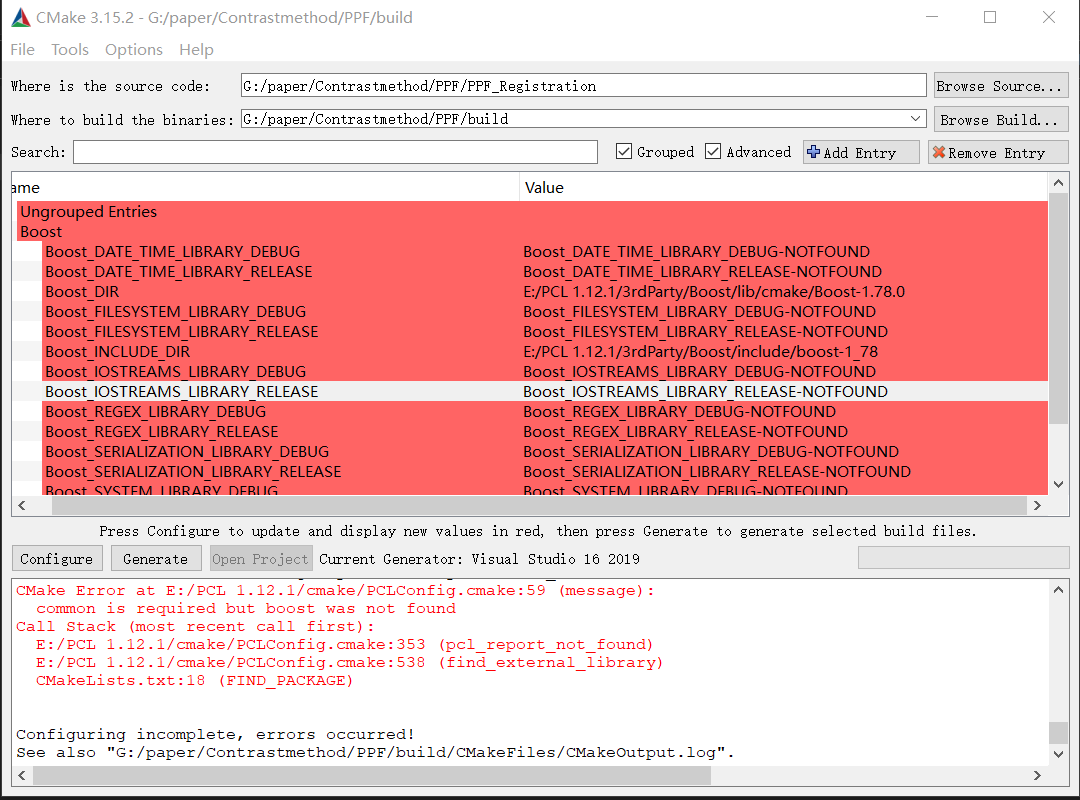 CMake 3.15.2 - G:/paper/Contrastmethod/PPF/build
File Tools Options Help
Where is the source code: G:/paper/Contrastmethod/PPF/PPF_Registration Browse Source...
Where to build the binaries: G:/paper/Contrastmethod/PPF/build Browse Build...
Search: Grouped Advanced Add Entry Remove Entry
ame Value
Ungrouped Entries
Boost
Boost_DATE_TIME_LIBRARY_DEBUG Boost_DATE_TIME_LIBRARY_DEBUG-NOTFOUND
Boost_DATE_TIME_LIBRARY_RELEASE Boost_DATE_TIME_LIBRARY_RELEASE-NOTFOUND
Boost_DIR E:/PCL 1.12.1/3rdParty/Boost/lib/cmake/Boost-1.78.0
Boost_FILESYSTEM_LIBRARY_DEBUG Boost_FILESYSTEM_LIBRARY_DEBUG-NOTFOUND
Boost_FILESYSTEM_LIBRARY_RELEASE Boost_FILESYSTEM_LIBRARY_RELEASE-NOTFOUND
Boost_INCLUDE_DIR E:/PCL 1.12.1/3rdParty/Boost/include/boost-1_78
Boost_IOSTREAMS_LIBRARY_DEBUG Boost_IOSTREAMS_LIBRARY_DEBUG-NOTFOUND
Boost_IOSTREAMS_LIBRARY_RELEASE Boost_IOSTREAMS_LIBRARY_RELEASE-NOTFOUND
Boost_REGEX_LIBRARY_DEBUG Boost_REGEX_LIBRARY_DEBUG-NOTFOUND
Boost_REGEX_LIBRARY_RELEASE Boost_REGEX_LIBRARY_RELEASE-NOTFOUND
Boost_SERIALIZATION_LIBRARY_DEBUG Boost_SERIALIZATION_LIBRARY_DEBUG-NOTFOUND
Boost_SERIALIZATION_LIBRARY_RELEASE Boost_SERIALIZATION_LIBRARY_RELEASE-NOTFOUND
Boost_SYSTEM_LIBRARY_DEBUG Boost_SYSTEM_LIBRARY_DEBUG-NOTFOUND
Press Configure to update and display new values in red, then press Generate to generate selected build files.
Configure Generate Open Project Current Generator: Visual Studio 16 2019
CMake Error at E:/PCL 1.12.1/cmake/PCLConfig.cmake:59 (message):
common is required but boost was not found
Call Stack (most recent call first):
E:/PCL 1.12.1/cmake/PCLConfig.cmake:353 (pcl_report_not_found)
E:/PCL 1.12.1/cmake/PCLConfig.cmake:538 (find_external_library)
CMakeLists.txt:18 (FIND_PACKAGE)
Configuring incomplete, errors occurred!
See also "G:/paper/Contrastmethod/PPF/build/CMakeFiles/CMakeOutput.log".